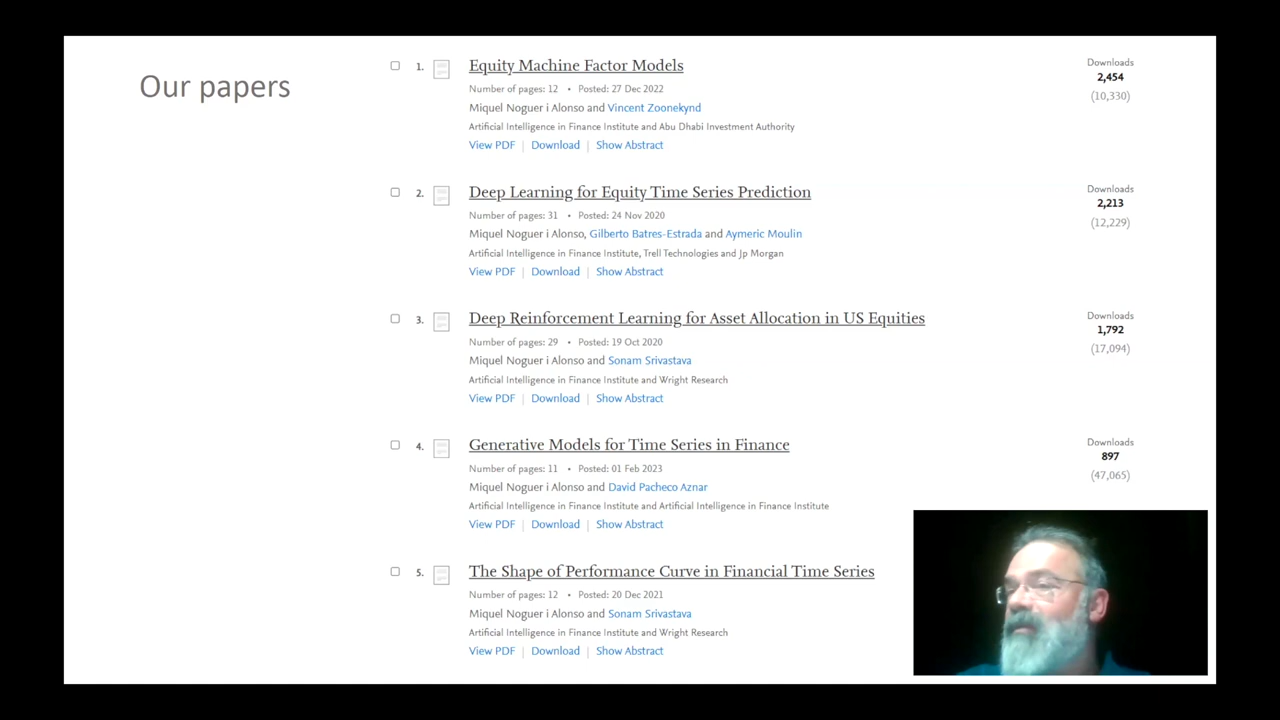 Our papers
1. Equity Machine Factor Models
Number of pages: 12 • Posted: 27 Dec 2022
Miquel Noguer i Alonso and Vincent Zoonekynd
Artificial Intelligence in Finance Institute and Abu Dhabi Investment Authority
View PDF | Download | Show Abstract
Downloads
2,454
(10,330)
2. Deep Learning for Equity Time Series Prediction
Number of pages: 31 • Posted: 24 Nov 2020
Miquel Noguer i Alonso, Gilberto Batres-Estrada and Aymeric Moulin
Artificial Intelligence in Finance Institute, Trell Technologies and Jp Morgan
View PDF | Download | Show Abstract
Downloads
2,213
(12,229)
3. Deep Reinforcement Learning for Asset Allocation in US Equities
Number of pages: 29 • Posted: 19 Oct 2020
Miquel Noguer i Alonso and Sonam Srivastava
Artificial Intelligence in Finance Institute and Wright Research
View PDF | Download | Show Abstract
Downloads
1,792
(17,094)
4. Generative Models for Time Series in Finance
Number of pages: 11 • Posted: 01 Feb 2023
Miquel Noguer i Alonso and David Pacheco Aznar
Artificial Intelligence in Finance Institute and Artificial Intelligence in Finance Institute
View PDF | Download | Show Abstract
Downloads
897
(47,065)
5. The Shape of Performance Curve in Financial Time Series
Number of pages: 12 • Posted: 20 Dec 2021
Miquel Noguer i Alonso and Sonam Srivastava
Artificial Intelligence in Finance Institute and Wright Research
View PDF | Download | Show Abstract